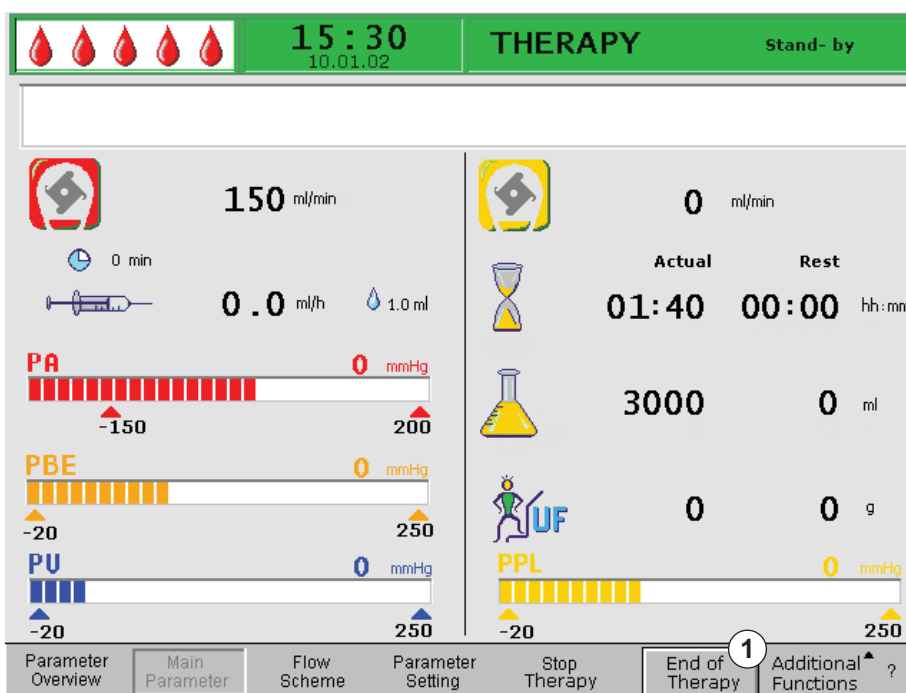 15:30
10.01.02
THERAPY
Stand- by
150 ml/min
0 ml/min
0 min
0.0 ml/h 1.0 ml
Actual Rest
01:40 00:00 hh:mm
PA 0 mmHg
-150 200
3000 0 ml
PBE 0 mmHg
-20 250
UF 0 0 g
PV 0 mmHg
-20 250
PPL 0 mmHg
-20 250
Parameter
Overview
Main
Parameter
Flow
Scheme
Parameter
Setting
Stop
Therapy
End of
Therapy
1
Additional
Functions
?